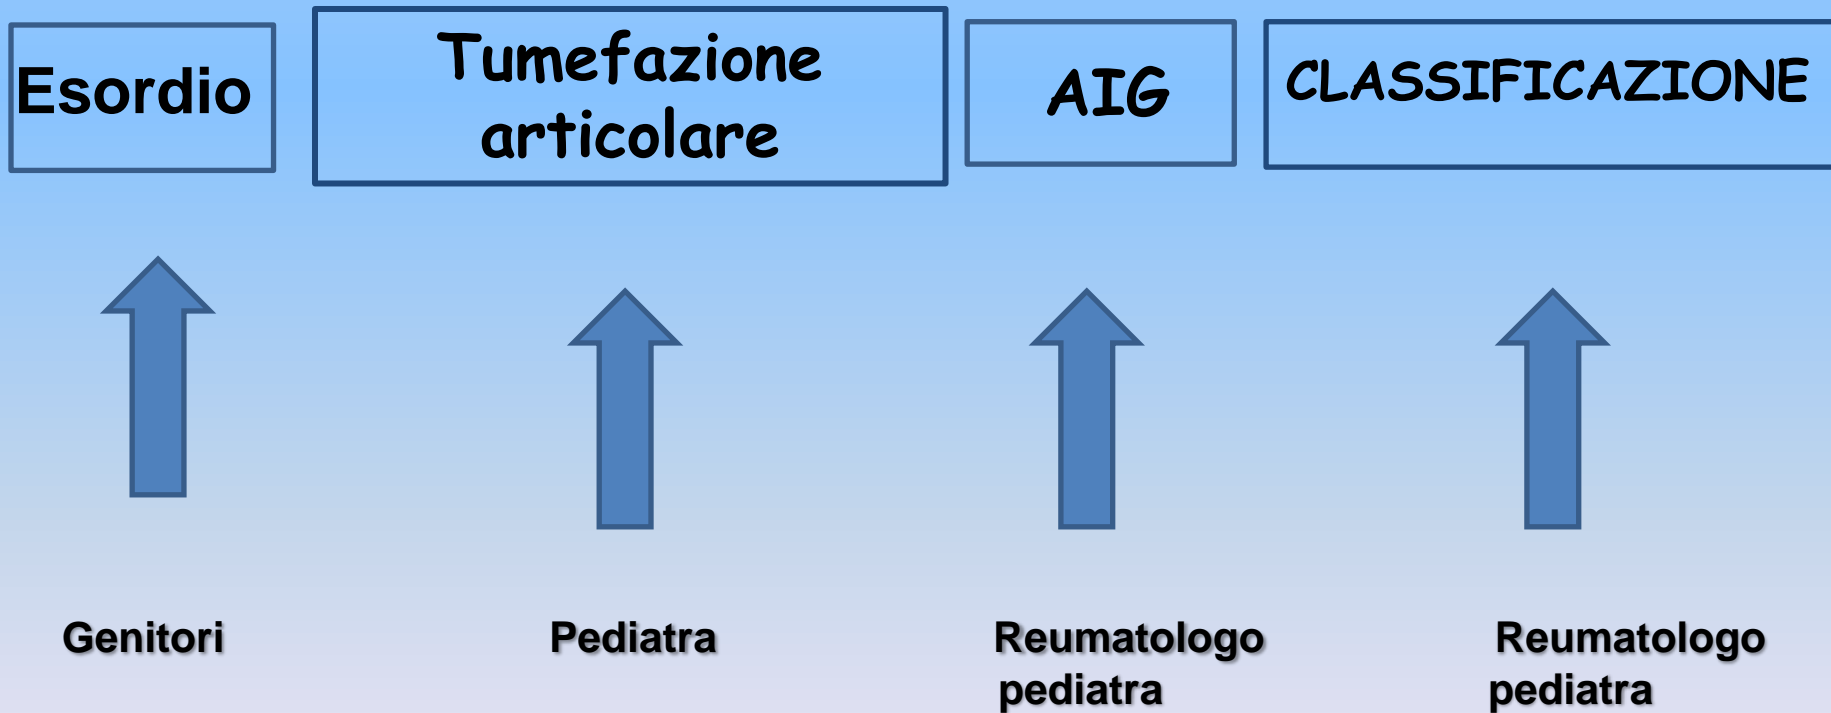 Esordio
Tumefazione
articolare
AIG
CLASSIFICAZIONE
Genitori
Pediatra
Reumatologo
pediatra
Reumatologo
pediatra